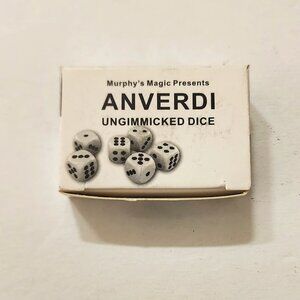 Murphy's Magic Presents
ANVERDI
UNGIMMICKED DICE